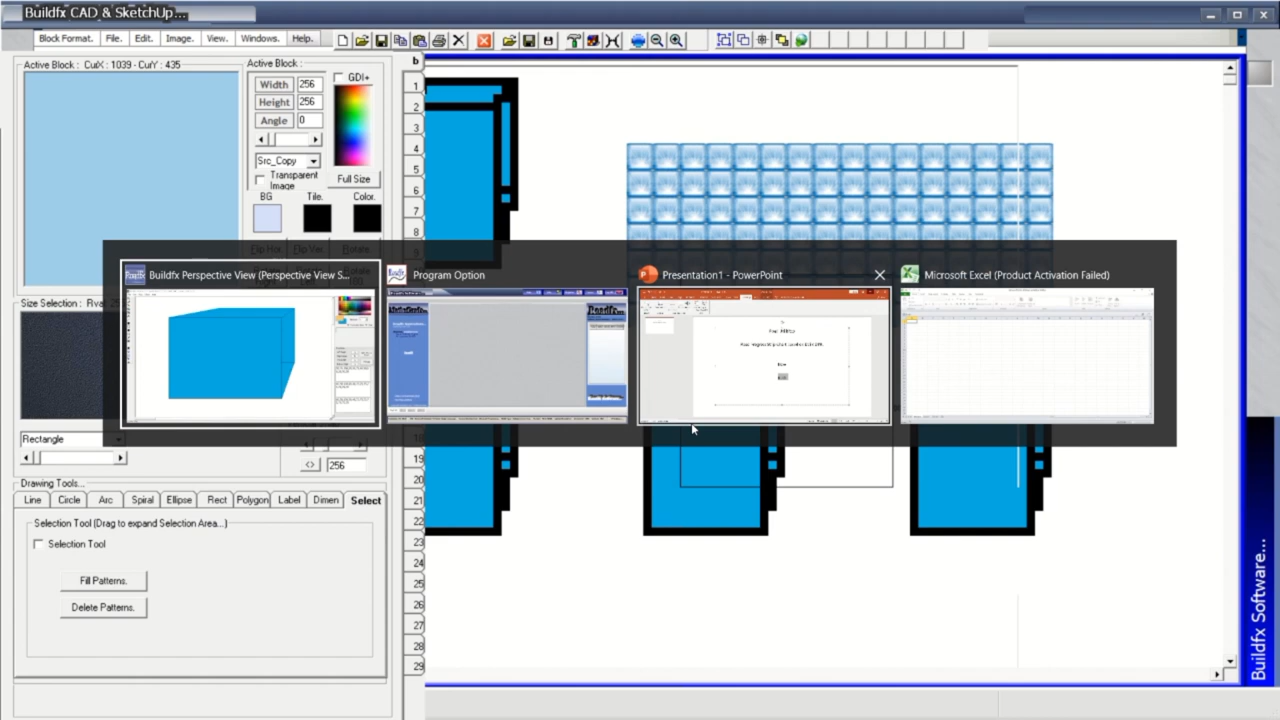 Buildfx CAD & SketchUp...
Block Format. File. Edit. Image. View. Windows. Help.
Active Block : CurX : 1039 - CurY : 435
Active Block :
Width 256
GDI+
Height 256
Angle 0
Src_Copy
Transparent Image
Full Size
BG Tile. Color.
b
1
2
3
4
5
6
7
8
Size Selection :
Buildfx Perspective View (Perspective View S...
Program Option
Presentation1 - PowerPoint
Microsoft Excel (Product Activation Failed)
Rectangle
<> 256
19
20
21
22
23
24
25
26
27
28
29
Drawing Tools...
Line Circle Arc Spiral Ellipse Rect Polygon Label Dimen Select
Selection Tool (Drag to expand Selection Area...)
Selection Tool
Fill Patterns.
Delete Patterns.
Buildfx Software...